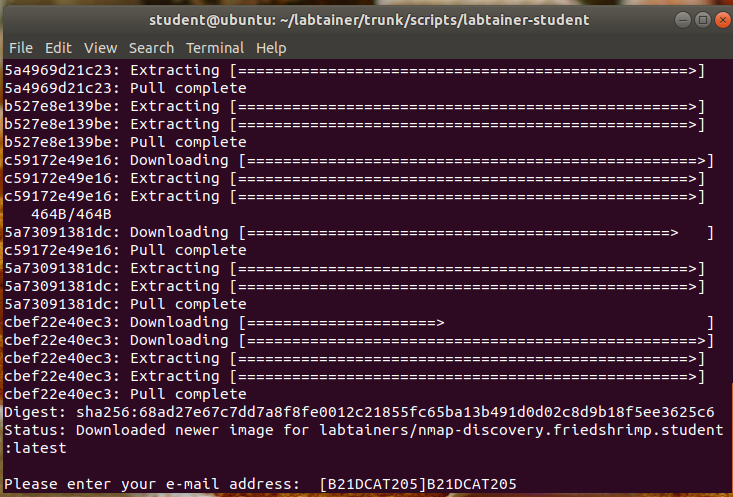 student@ubuntu: ~/labtainer/trunk/scripts/labtainer-student
File Edit View Search Terminal Help
5a4969d21c23: Extracting [==================================================>]
5a4969d21c23: Pull complete
b527e8e139be: Extracting [==================================================>]
b527e8e139be: Extracting [==================================================>]
b527e8e139be: Pull complete
c59172e49e16: Downloading [==================================================>]
c59172e49e16: Extracting [==================================================>]
c59172e49e16: Extracting [==================================================>]
   464B/464B
5a73091381dc: Downloading [===============================================>   ]
c59172e49e16: Pull complete
5a73091381dc: Extracting [==================================================>]
5a73091381dc: Extracting [==================================================>]
5a73091381dc: Pull complete
cbef22e40ec3: Downloading [=====================>                             ]
cbef22e40ec3: Downloading [==================================================>]
cbef22e40ec3: Extracting [==================================================>]
cbef22e40ec3: Extracting [==================================================>]
cbef22e40ec3: Pull complete
Digest: sha256:68ad27e67c7dd7a8f8fe0012c21855fc65ba13b491d0d02c8d9b18f5ee3625c6
Status: Downloaded newer image for labtainers/nmap-discovery.friedshrimp.student
:latest
Please enter your e-mail address:  [B21DCAT205]B21DCAT205